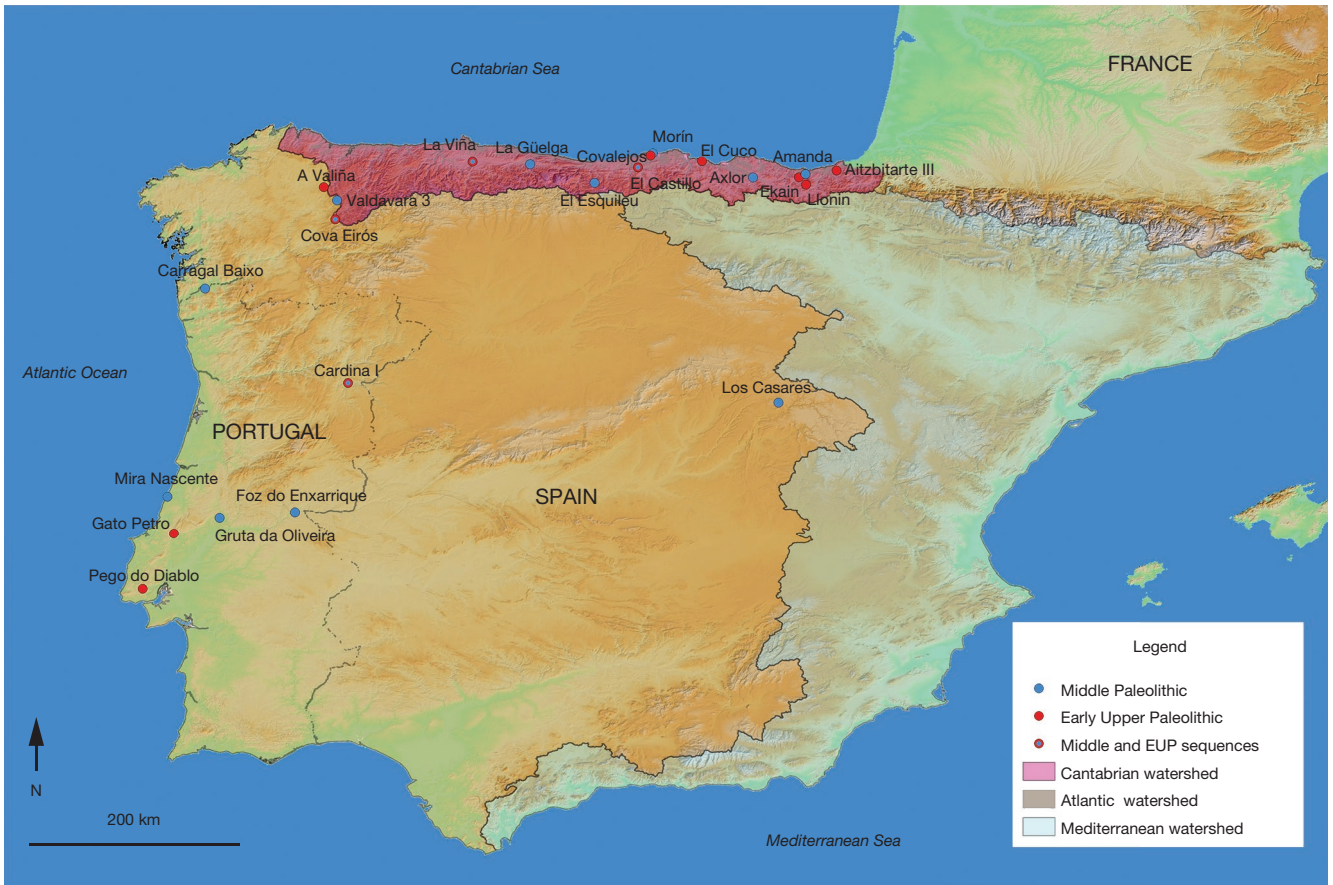 Cantabrian Sea
FRANCE
Morín
La Viña
La Güelga
Covalejos
El Cuco
Amanda
Aitzbitarte III
A Valiña
El Castillo
Axlor
Ekain
Valdavara 3
El Esquileu
Llonin
Cova Eirós
Carragal Baixo
Atlantic Ocean
Cardina I
Los Casares
PORTUGAL
Mira Nascente
Foz do Enxarrique
SPAIN
Gato Petro
Gruta da Oliveira
Pego do Diablo
Legend
Middle Paleolithic
Early Upper Paleolithic
Middle and EUP sequences
Cantabrian watershed
Atlantic watershed
Mediterranean watershed
N
200 km
Mediterranean Sea